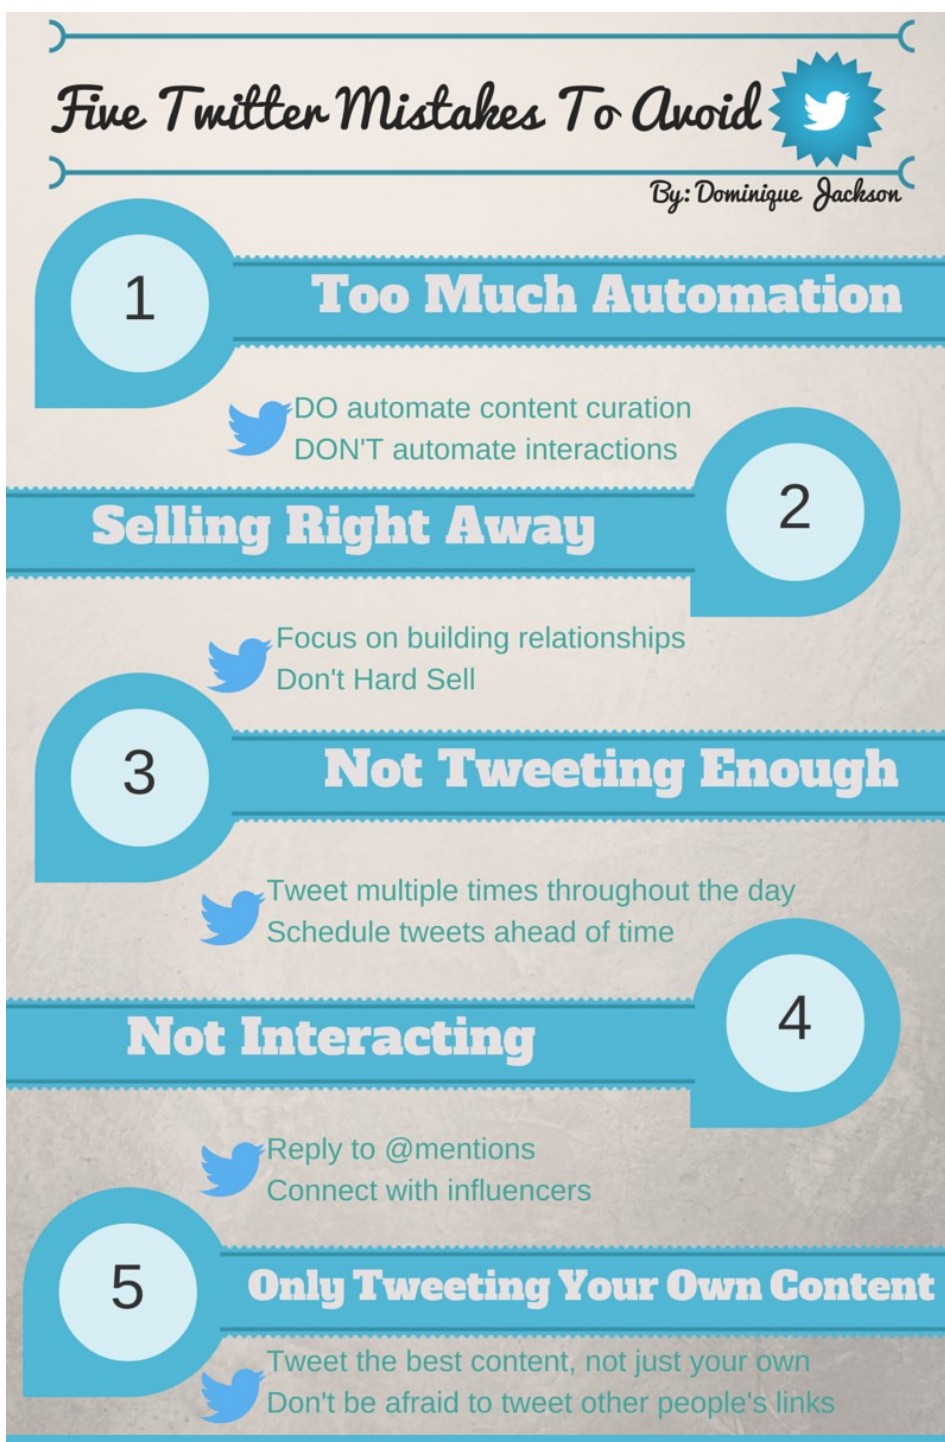 Five Twitter Mistakes To Avoid
By: Dominique Jackson
1
Too Much Automation
DO automate content curation
DON'T automate interactions
2
Selling Right Away
Focus on building relationships
Don't Hard Sell
3
Not Tweeting Enough
Tweet multiple times throughout the day
Schedule tweets ahead of time
4
Not Interacting
Reply to @mentions
Connect with influencers
5
Only Tweeting Your Own Content
Tweet the best content, not just your own
Don't be afraid to tweet other people's links